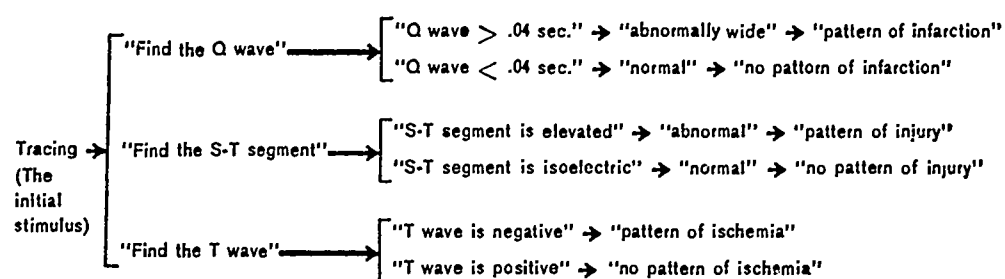 "Q wave > .04 sec." → "abnormally wide" → "pattern of infarction"
"Find the Q wave"
"Q wave < .04 sec." → "normal" → "no pattorn of infarction"
"S-T segment is elevated" → "abnormal" → "pattern of injury"
Tracing → "Find the S-T segment"
(The
"S-T segment is isoelectric" → "normal" → "no pattern of injury"
initial
stimulus)
"T wave is negative" → "pattern of ischemia"
"Find the T wave"
"T wave is positive" → "no pattern of ischemia"